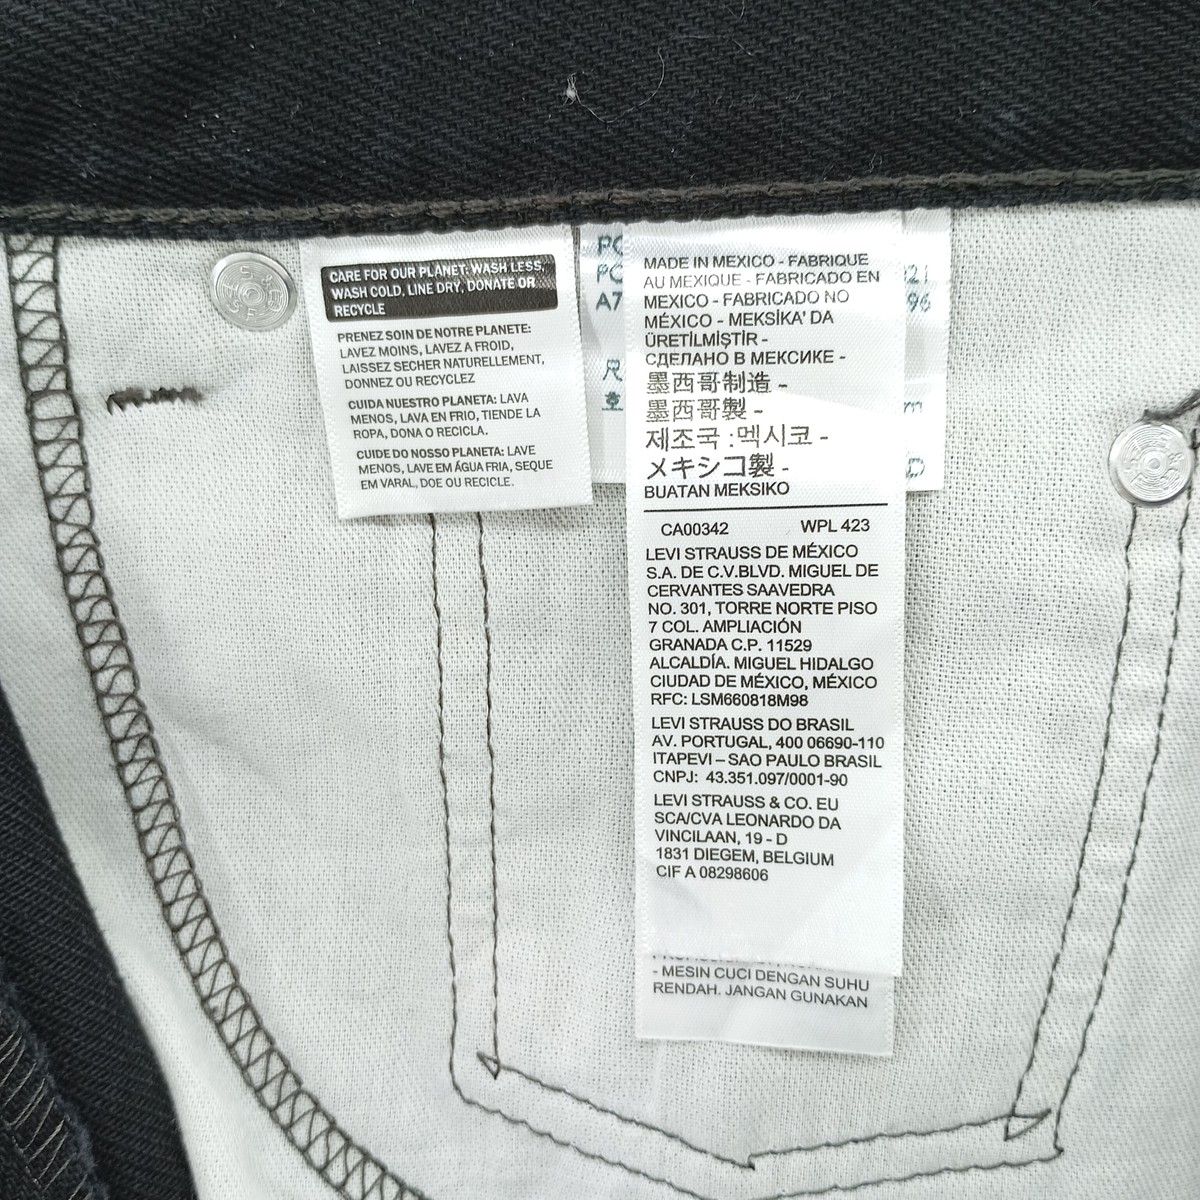 CARE FOR OUR PLANET: WASH LESS,
WASH COLD, LINE DRY, DONATE OR
RECYCLE
PRENEZ SOIN DE NOTRE PLANETE:
LAVEZ MOINS, LAVEZ A FROID,
LAISSEZ SECHER NATURELLEMENT,
DONNEZ OU RECYCLEZ
CUIDA NUESTRO PLANETA: LAVA
MENOS, LAVA EN FRIO, TIENDE LA
ROPA, DONA O RECICLA.
CUIDE DO NOSSO PLANETA: LAVE
MENOS, LAVE EM ÁGUA FRIA, SEQUE
EM VARAL, DOE OU RECICLE.
MADE IN MEXICO - FABRIQUE
AU MEXIQUE - FABRICADO EN
MEXICO - FABRICADO NO
MÉXICO - MEKSİKA' DA
ÜRETİLMİŞTİR -
СДЕЛАНО В МЕКСИКЕ -
墨西哥制造 -
墨西哥製 -
제조국 : 멕시코 -
メキシコ製 -
BUATAN MEKSIKO
CA00342 WPL 423
LEVI STRAUSS DE MÉXICO
S.A. DE C.V.BLVD. MIGUEL DE
CERVANTES SAAVEDRA
NO. 301, TORRE NORTE PISO
7 COL. AMPLIACIÓN
GRANADA C.P. 11529
ALCALDÍA. MIGUEL HIDALGO
CIUDAD DE MÉXICO, MÉXICO
RFC: LSM660818M98
LEVI STRAUSS DO BRASIL
AV. PORTUGAL, 400 06690-110
ITAPEVI – SAO PAULO BRASIL
CNPJ: 43.351.097/0001-90
LEVI STRAUSS & CO. EU
SCA/CVA LEONARDO DA
VINCILAAN, 19 - D
1831 DIEGEM, BELGIUM
CIF A 08298606
- MESIN CUCI DENGAN SUHU
RENDAH. JANGAN GUNAKAN